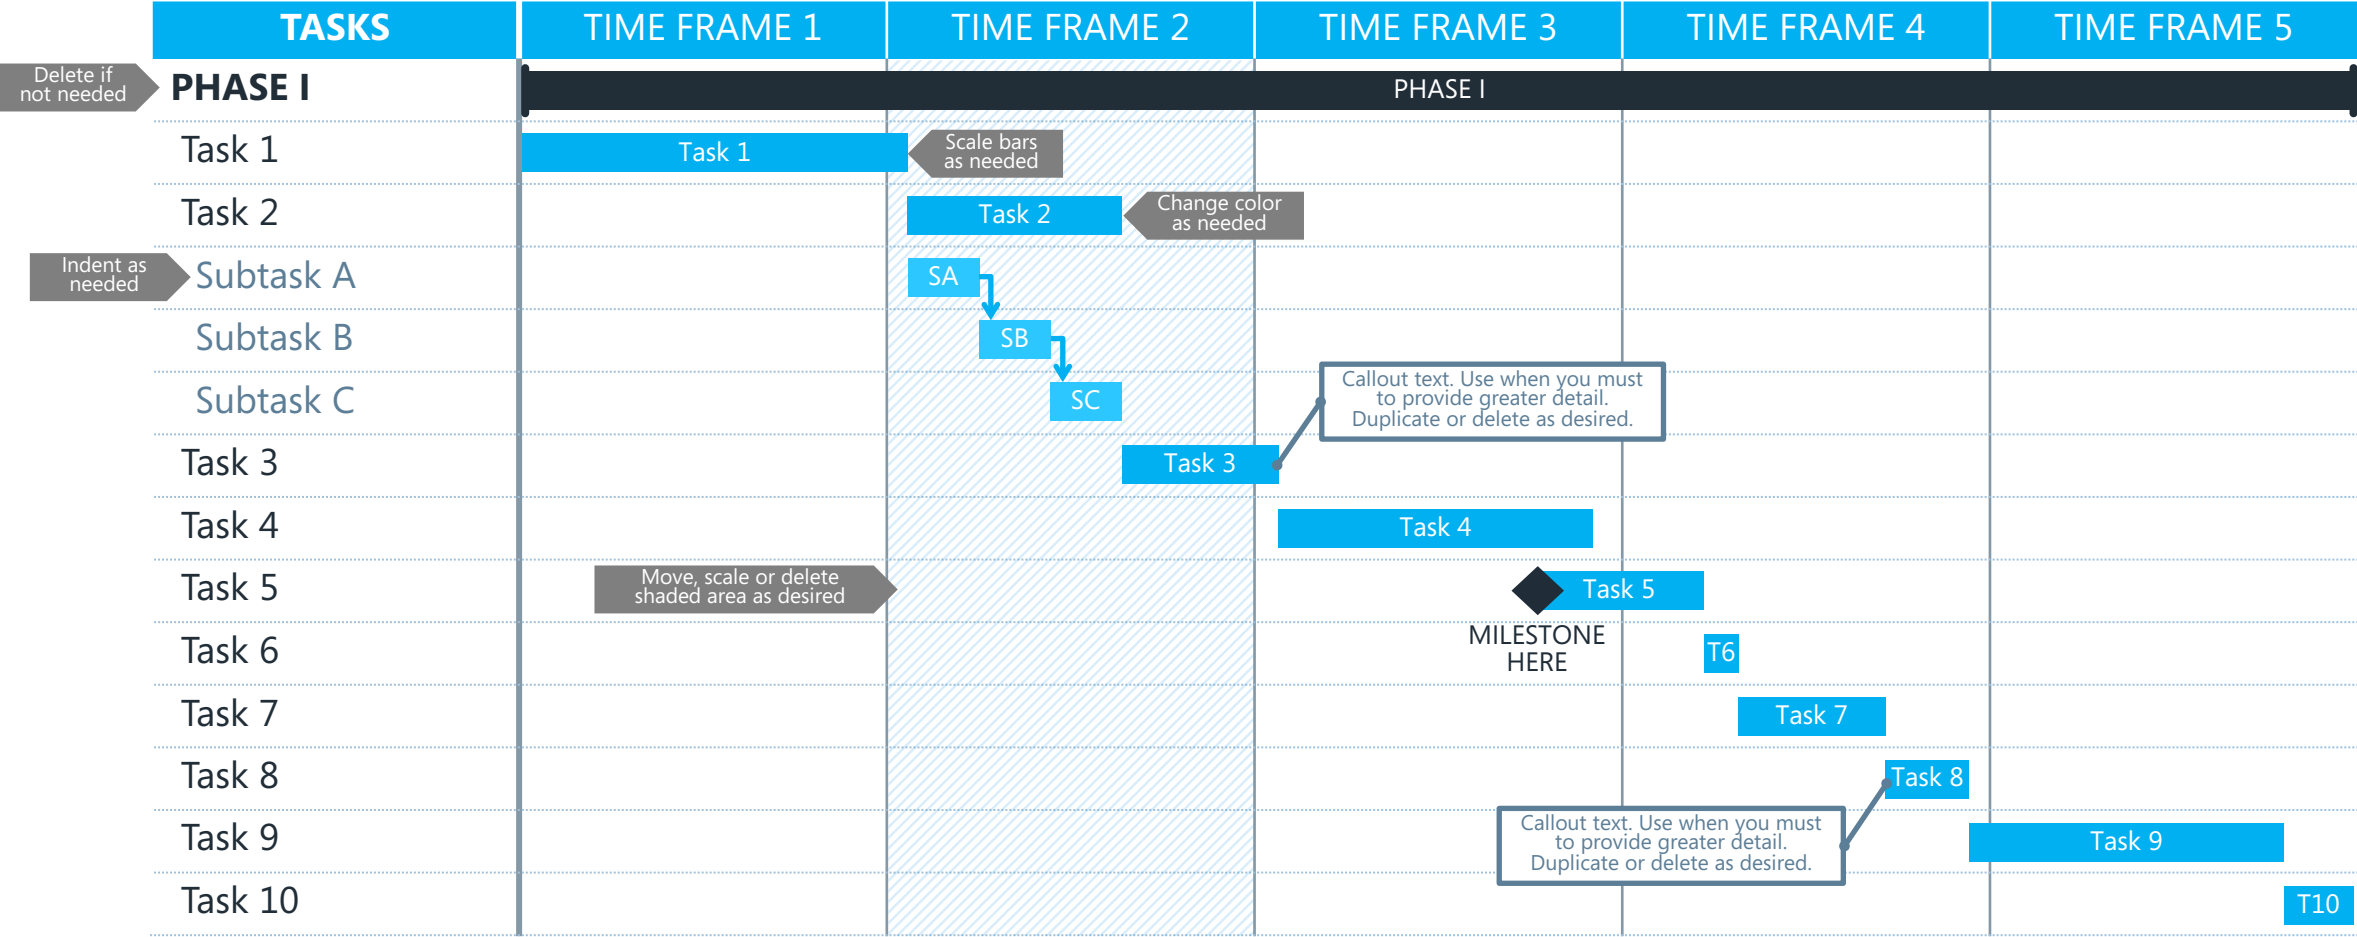 TASKS
TIME FRAME 1
TIME FRAME 2
TIME FRAME 3
TIME FRAME 4
TIME FRAME 5
Delete if
not needed
PHASE I
PHASE I
Task 1
Task 1
Scale bars
as needed
Task 2
Task 2
Change color
as needed
Indent as
needed
Subtask A
SA
Subtask B
SB
Subtask C
SC
Callout text. Use when you must
to provide greater detail.
Duplicate or delete as desired.
Task 3
Task 3
Task 4
Task 4
Task 5
Move, scale or delete
shaded area as desired
Task 5
MILESTONE
HERE
Task 6
T6
Task 7
Task 7
Task 8
Task 8
Callout text. Use when you must
to provide greater detail.
Duplicate or delete as desired.
Task 9
Task 9
Task 10
T10